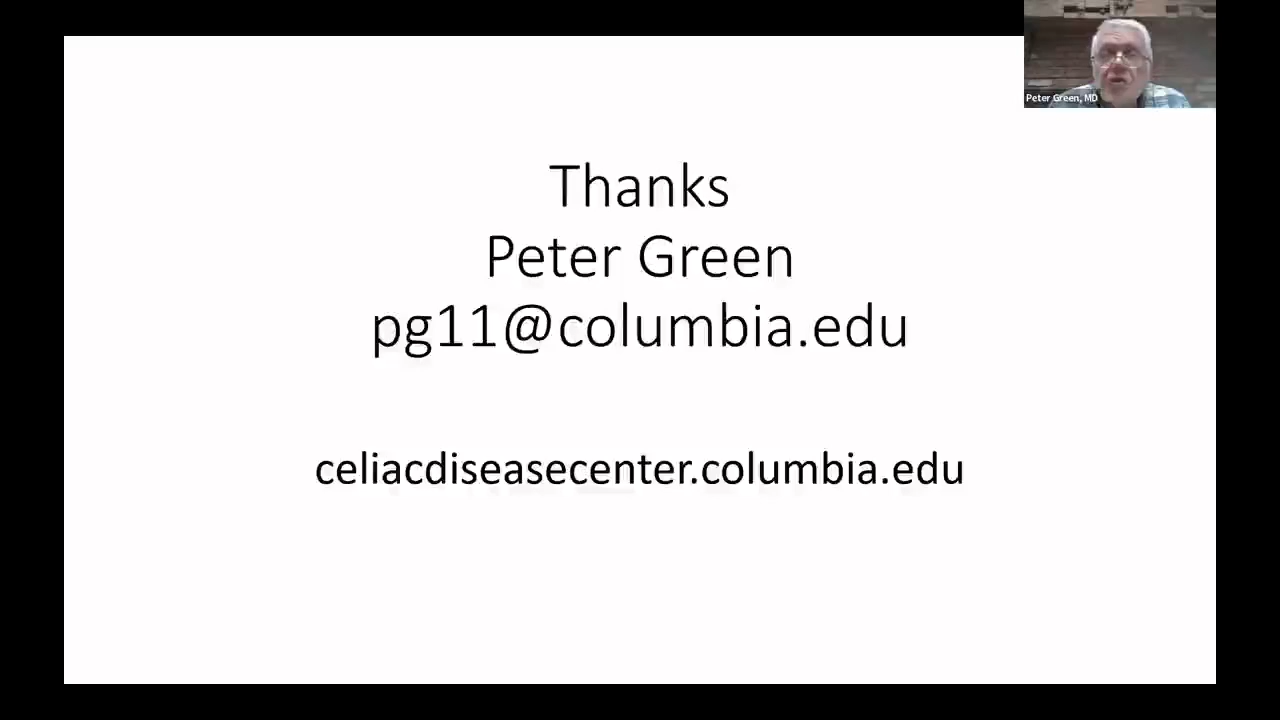 Peter Green, MD
Thanks
Peter Green
pg11@columbia.edu
celiacdiseasecenter.columbia.edu